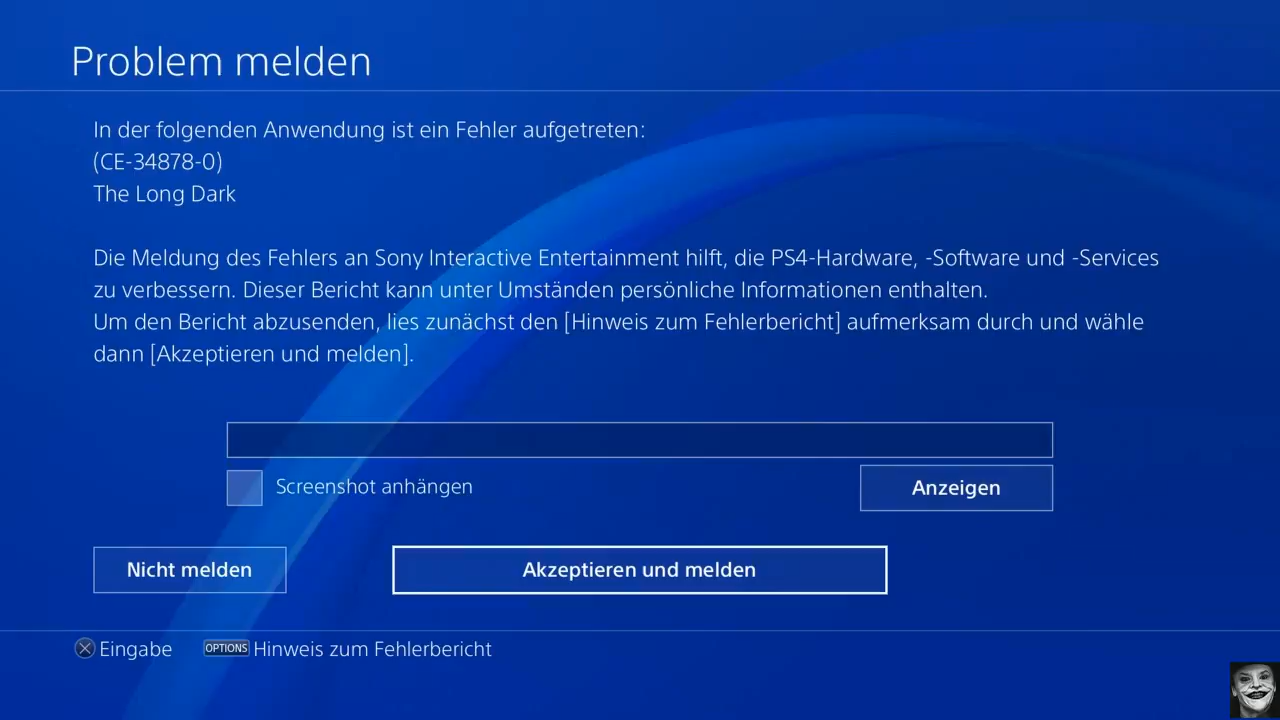 Problem melden
In der folgenden Anwendung ist ein Fehler aufgetreten:
(CE-34878-0)
The Long Dark
Die Meldung des Fehlers an Sony Interactive Entertainment hilft, die PS4-Hardware, -Software und -Services
zu verbessern. Dieser Bericht kann unter Umständen persönliche Informationen enthalten.
Um den Bericht abzusenden, lies zunächst den [Hinweis zum Fehlerbericht] aufmerksam durch und wähle
dann [Akzeptieren und melden].
Screenshot anhängen
Anzeigen
Nicht melden
Akzeptieren und melden
Eingabe
OPTIONS Hinweis zum Fehlerbericht